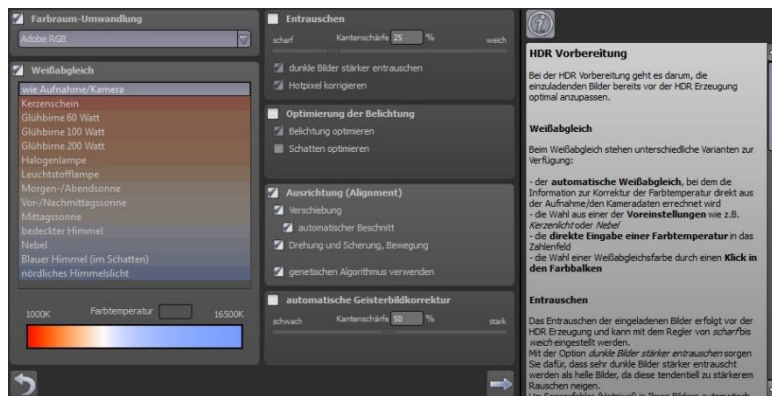 Farbraum-Umwandlung
Adobe RGB
Weißabgleich
wie Aufnahme/Kamera
Kerzenschein
Glühbirne 60 Watt
Glühbirne 100 Watt
Glühbirne 200 Watt
Halogenlampe
Leuchtstofflampe
Morgen-/Abendsonne
Vor-/Nachmittagssonne
Mittagssonne
bedeckter Himmel
Nebel
Blauer Himmel (im Schatten)
nördliches Himmelslicht
1000K Farbtemperatur 16500K
Entrauschen
scharf Kantenschärfe 25 % weich
dunkle Bilder stärker entrauschen
Hotpixel korrigieren
Optimierung der Belichtung
Belichtung optimieren
Schatten optimieren
Ausrichtung (Alignment)
Verschiebung
automatischer Beschnitt
Drehung und Scherung, Bewegung
genetischen Algorithmus verwenden
automatische Geisterbildkorrektur
schwach Kantenschärfe 50 % stark
HDR Vorbereitung
Bei der HDR Vorbereitung geht es darum, die
einzuladenden Bilder bereits vor der HDR Erzeugung
optimal anzupassen.
Weißabgleich
Beim Weißabgleich stehen unterschiedliche Varianten zur
Verfügung:
- der automatische Weißabgleich, bei dem die
Information zur Korrektur der Farbtemperatur direkt aus
der Aufnahme/den Kameradaten errechnet wird
- die Wahl aus einer der Voreinstellungen wie z.B.
Kerzenlicht oder Nebel
- die direkte Eingabe einer Farbtemperatur in das
Zahlenfeld
- die Wahl einer Weißabgleichsfarbe durch einen Klick in
den Farbbalken
Entrauschen
Das Entrauschen der eingeladenen Bilder erfolgt vor der
HDR Erzeugung und kann mit dem Regler von scharf bis
weich eingestellt werden.
Mit der Option dunkle Bilder stärker entrauschen sorgen
Sie dafür, dass sehr dunkle Bilder stärker entrauscht
werden als helle Bilder, da diese tendentiell zu stärkerem
Rauschen neigen.